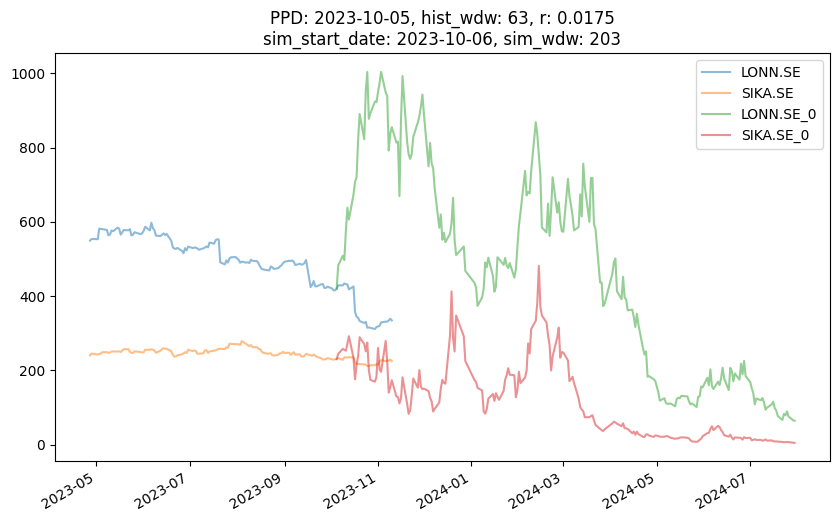 PPD: 2023-10-05, hist_wdw: 63, r: 0.0175
sim_start_date: 2023-10-06, sim_wdw: 203
LONN.SE
SIKA.SE
LONN.SE_0
SIKA.SE_0
1000
800
600
400
200
0
2023-05
2023-07
2023-09
2023-11
2024-01
2024-03
2024-05
2024-07